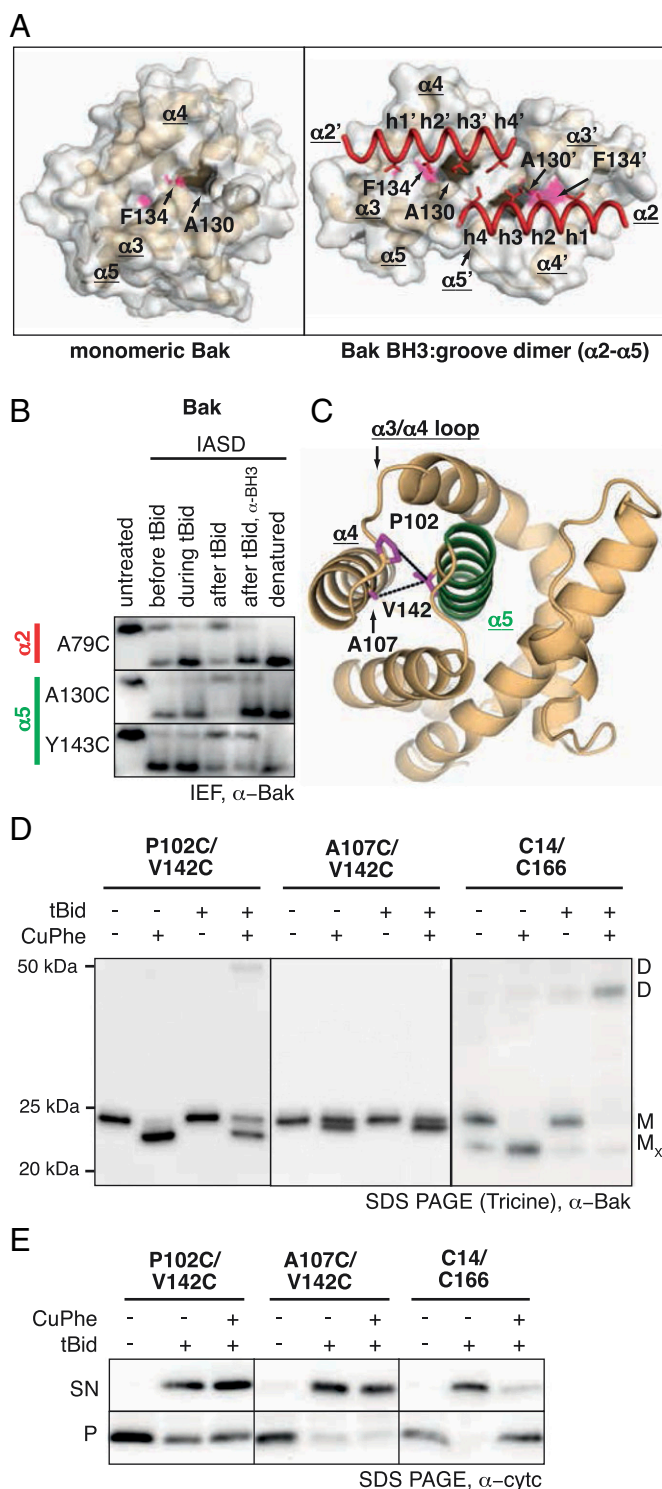 A
α4
F134
A130
α3
α5
monomeric Bak
α4
α2'
h1' h2' h3' h4'
α3'
A130'
F134'
F134
A130
α3
α5
h4 h3 h2 h1
α2
α5'
α4'
Bak BH3:groove dimer (α2-α5)
B
Bak
IASD
untreated
before tBid
during tBid
after tBid
after tBid, α-BH3
denatured
α2
A79C
α5
A130C
Y143C
IEF, α−Bak
C
α3/α4 loop
P102
α4
V142
α5
A107
D
P102C/ A107C/ C14/
V142C V142C C166
tBid - - + + - - + + - - + +
CuPhe - + - + - + - + - + - +
50 kDa
D
D
25 kDa
M
Mx
20 kDa
SDS PAGE (Tricine), α−Bak
E
P102C/ A107C/ C14/
V142C V142C C166
CuPhe - - + - - + - - +
tBid - + + - + + - + +
SN
P
SDS PAGE, α−cytc